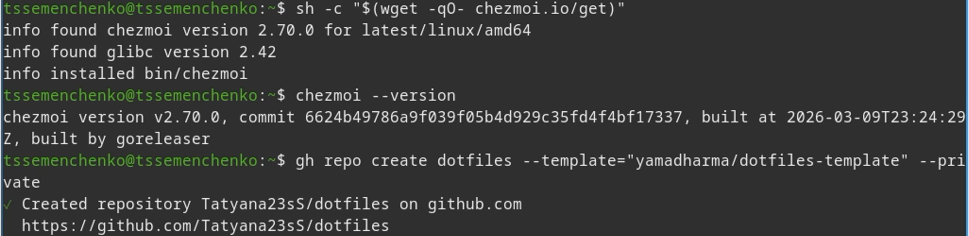 tssemenchenko@tssemenchenko:~$ sh -c "$(wget -qO- chezmoi.io/get)"
info found chezmoi version 2.70.0 for latest/linux/amd64
info found glibc version 2.42
info installed bin/chezmoi
tssemenchenko@tssemenchenko:~$ chezmoi --version
chezmoi version v2.70.0, commit 6624b49786a9f039f05b4d929c35fd4f4bf17337, built at 2026-03-09T23:24:29
Z, built by goreleaser
tssemenchenko@tssemenchenko:~$ gh repo create dotfiles --template="yamadharma/dotfiles-template" --pri
vate
✓ Created repository Tatyana23sS/dotfiles on github.com
  https://github.com/Tatyana23sS/dotfiles